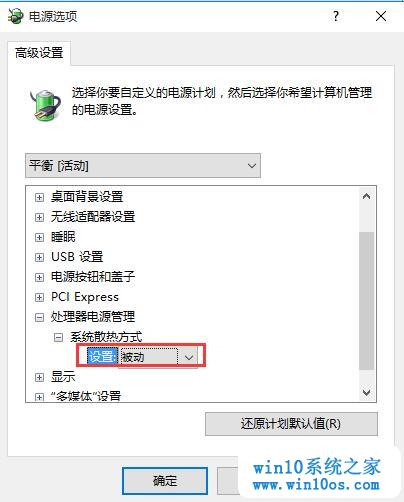 电源选项
高级设置
选择你要自定义的电源计划，然后选择你希望计算机管理
的电源设置。
平衡 [活动]
桌面背景设置
无线适配器设置
睡眠
USB 设置
电源按钮和盖子
PCI Express
处理器电源管理
系统散热方式
设置: 被动
显示
"多媒体"设置
还原计划默认值(R)
确定
win10系统之家
www.win10os.com